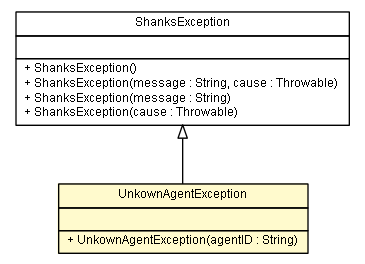 ShanksException
+ ShanksException()
+ ShanksException(message : String, cause : Throwable)
+ ShanksException(message : String)
+ ShanksException(cause : Throwable)
UnkownAgentException
+ UnkownAgentException(agentID : String)